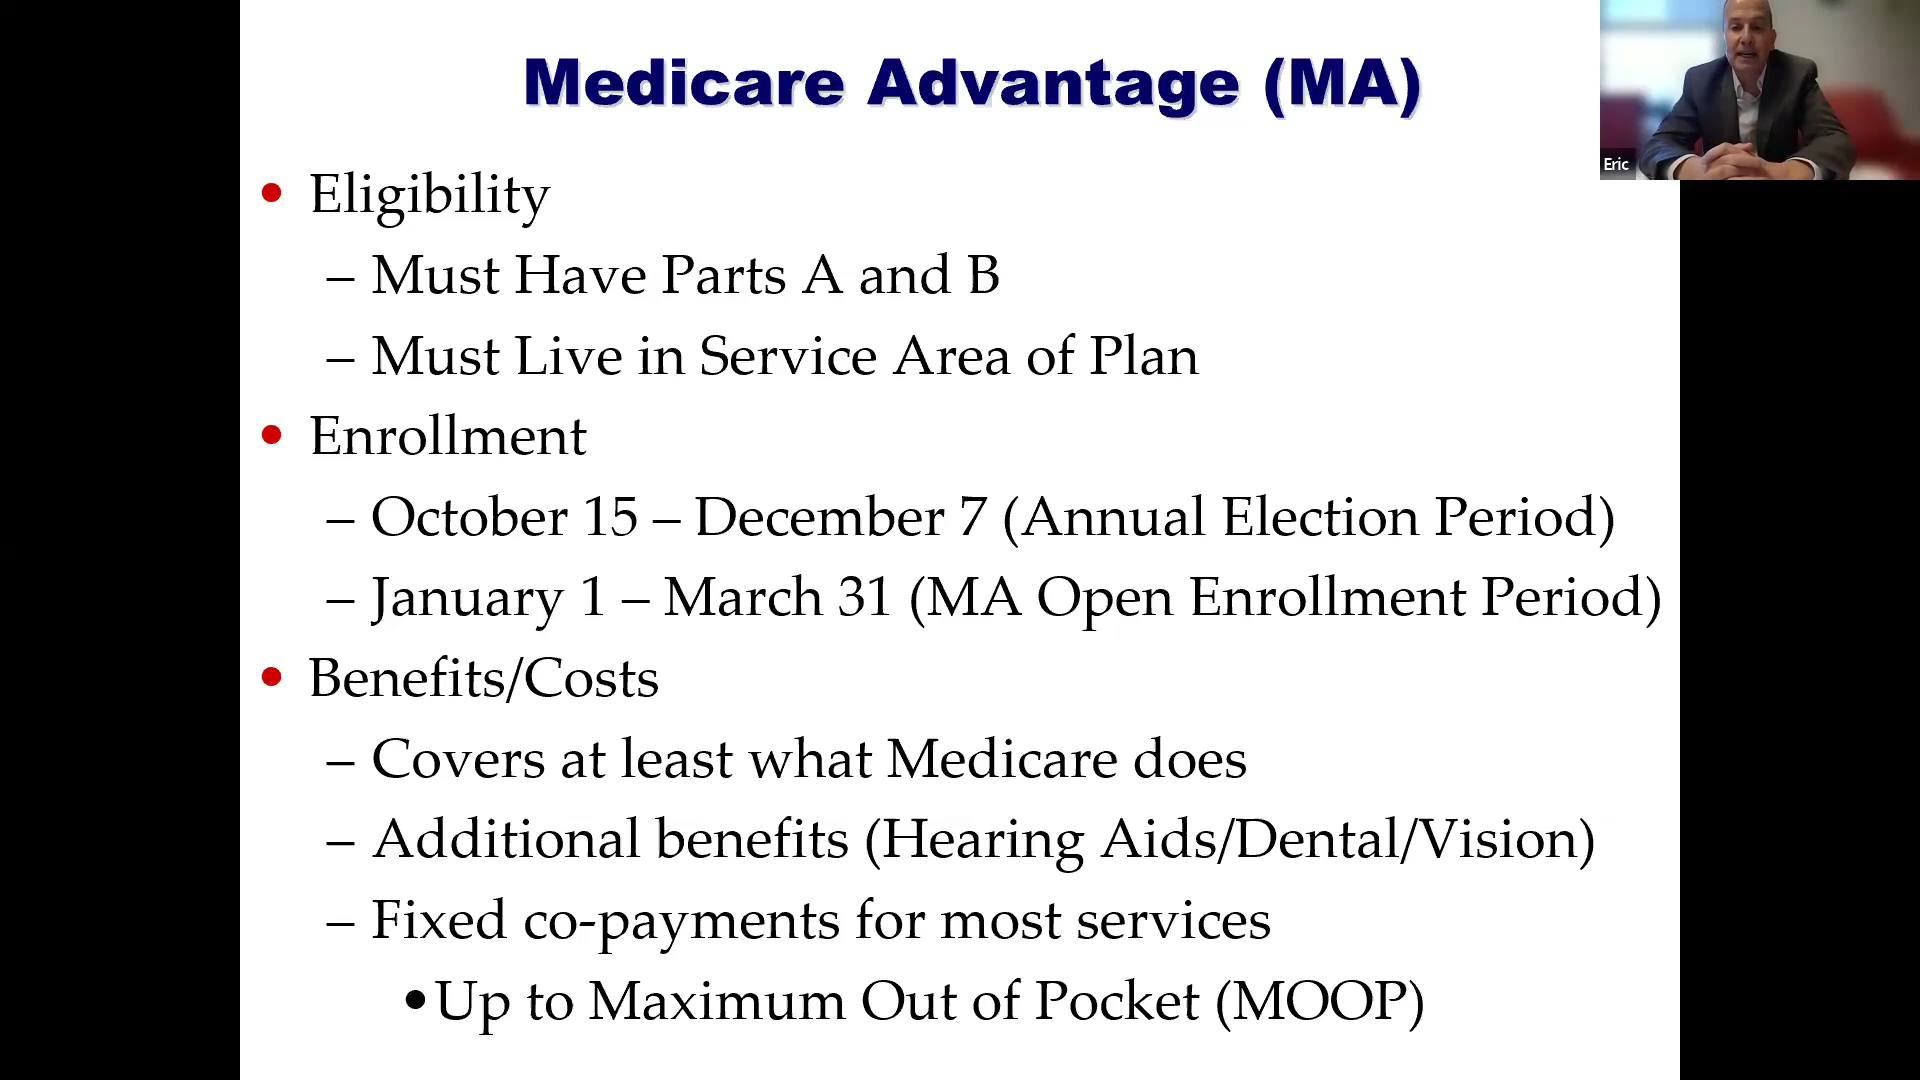 Medicare Advantage (MA)
Eric
• Eligibility
– Must Have Parts A and B
– Must Live in Service Area of Plan
• Enrollment
– October 15 – December 7 (Annual Election Period)
– January 1 – March 31 (MA Open Enrollment Period)
• Benefits/Costs
– Covers at least what Medicare does
– Additional benefits (Hearing Aids/Dental/Vision)
– Fixed co-payments for most services
•Up to Maximum Out of Pocket (MOOP)